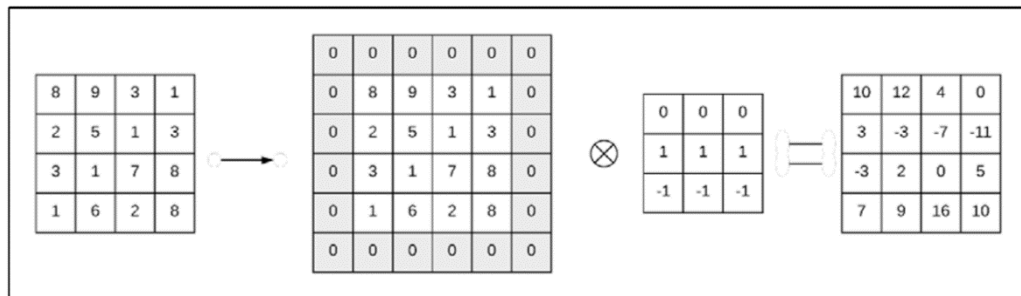 8 9 3 1
2 5 1 3
3 1 7 8
1 6 2 8
0 0 0 0 0 0
0 8 9 3 1 0
0 2 5 1 3 0
0 3 1 7 8 0
0 1 6 2 8 0
0 0 0 0 0 0
0 0 0
1 1 1
-1 -1 -1
10 12 4 0
3 -3 -7 -11
-3 2 0 5
7 9 16 10